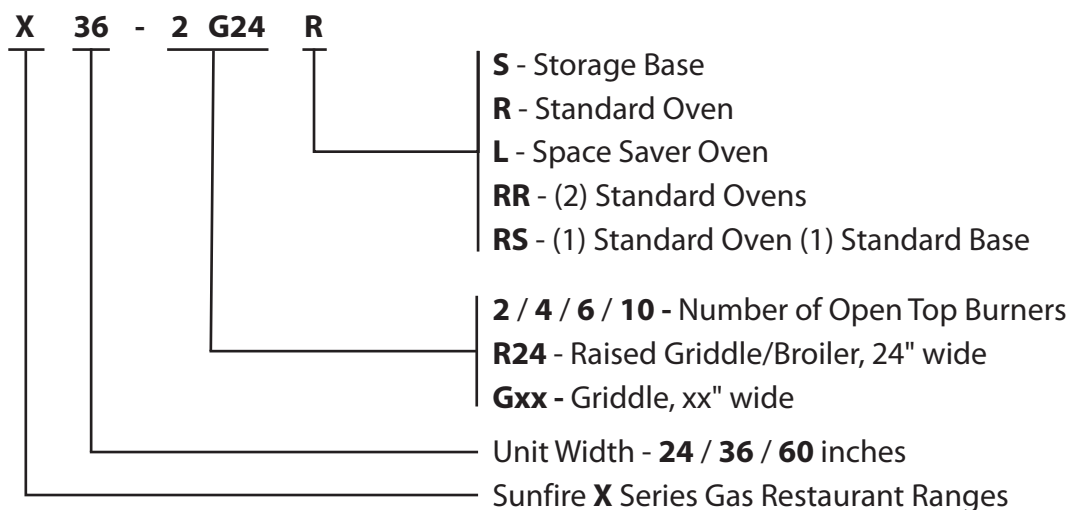 X 36 - 2 G24 R
S - Storage Base
R - Standard Oven
L - Space Saver Oven
RR - (2) Standard Ovens
RS - (1) Standard Oven (1) Standard Base
2 / 4 / 6 / 10 - Number of Open Top Burners
R24 - Raised Griddle/Broiler, 24" wide
Gxx - Griddle, xx" wide
Unit Width - 24 / 36 / 60 inches
Sunfire X Series Gas Restaurant Ranges